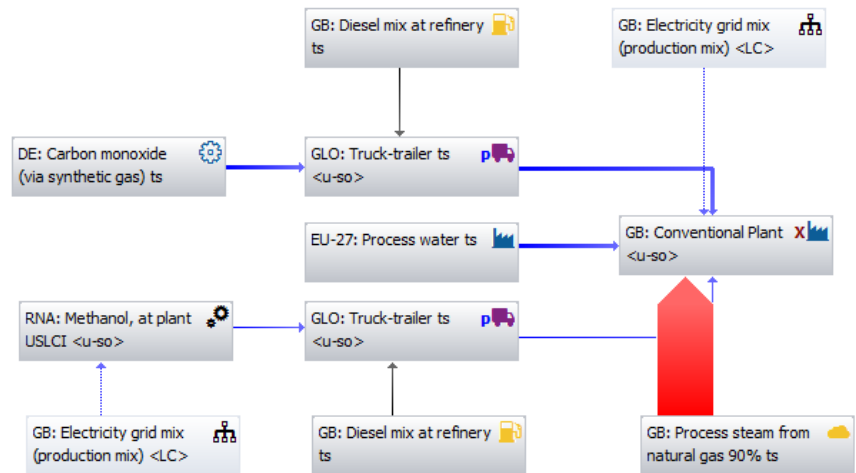 GB: Diesel mix at refinery
ts
GB: Electricity grid mix
(production mix) <LC>
DE: Carbon monoxide
(via synthetic gas) ts
GLO: Truck-trailer ts
<u-so>
p
EU-27: Process water ts
GB: Conventional Plant
<u-so>
X
RNA: Methanol, at plant
USLCI <u-so>
GLO: Truck-trailer ts
<u-so>
p
GB: Electricity grid mix
(production mix) <LC>
GB: Diesel mix at refinery
ts
GB: Process steam from
natural gas 90% ts